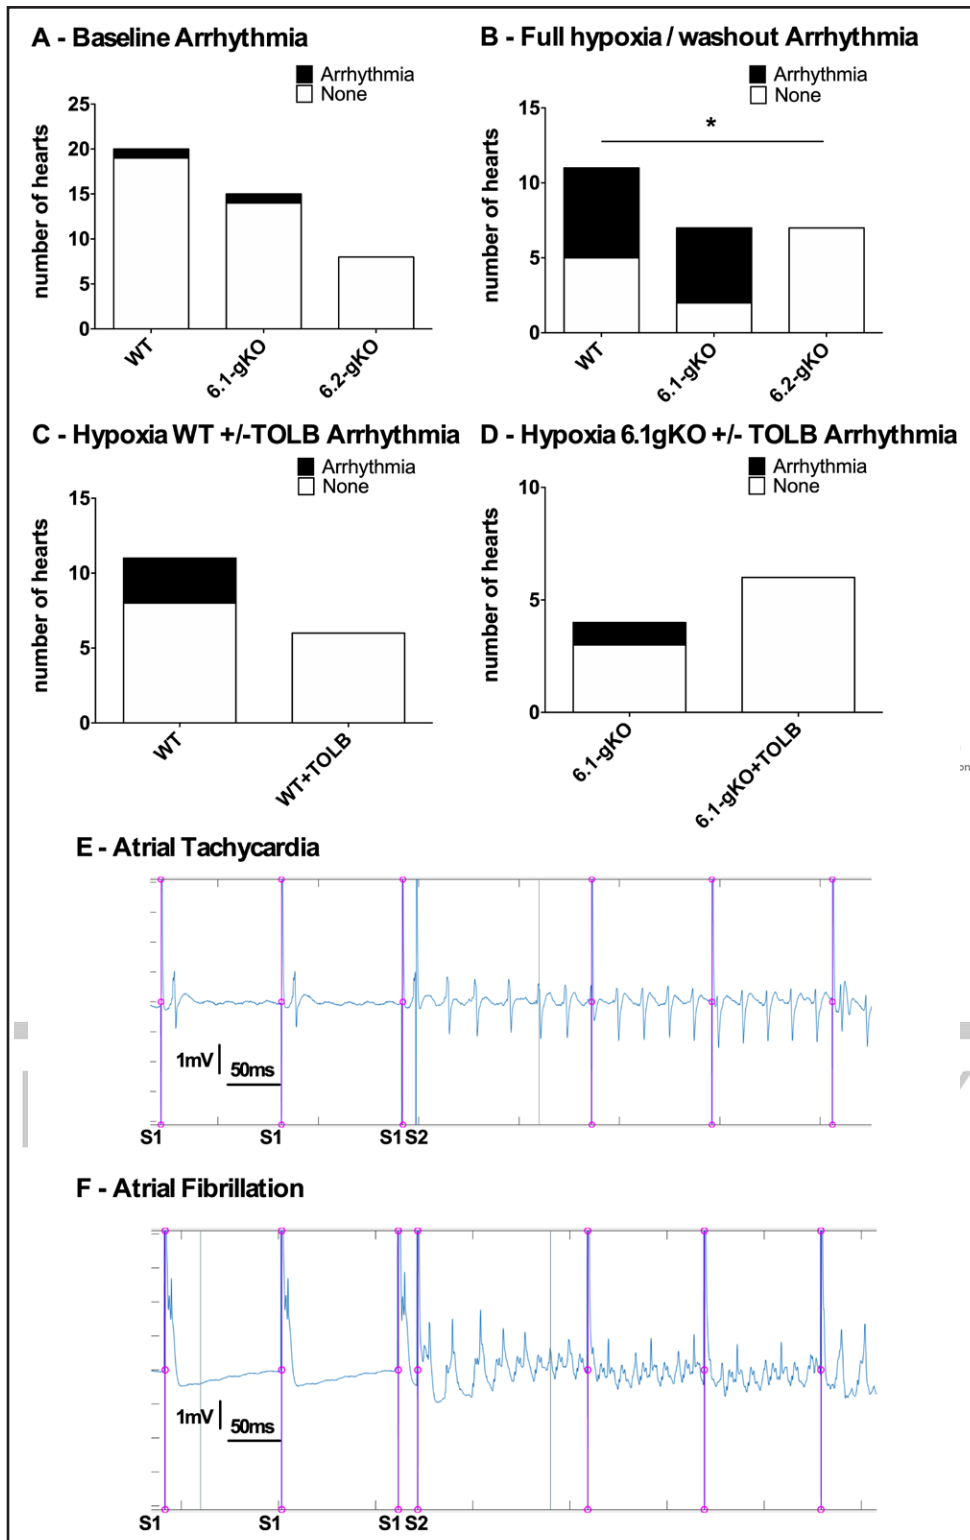 A - Baseline Arrhythmia
Arrhythmia
None
number of hearts
25
20
15
10
5
0
WT
6.1-gKO
6.2-gKO
B - Full hypoxia / washout Arrhythmia
Arrhythmia
None
number of hearts
15
10
5
0
*
WT
6.1-gKO
6.2-gKO
C - Hypoxia WT +/-TOLB Arrhythmia
Arrhythmia
None
number of hearts
15
10
5
0
WT
WT+TOLB
D - Hypoxia 6.1gKO +/- TOLB Arrhythmia
Arrhythmia
None
number of hearts
10
5
0
6.1-gKO
6.1-gKO+TOLB
on
E - Atrial Tachycardia
1mV
50ms
S1 S1 S1 S2
F - Atrial Fibrillation
1mV
50ms
S1 S1 S1 S2